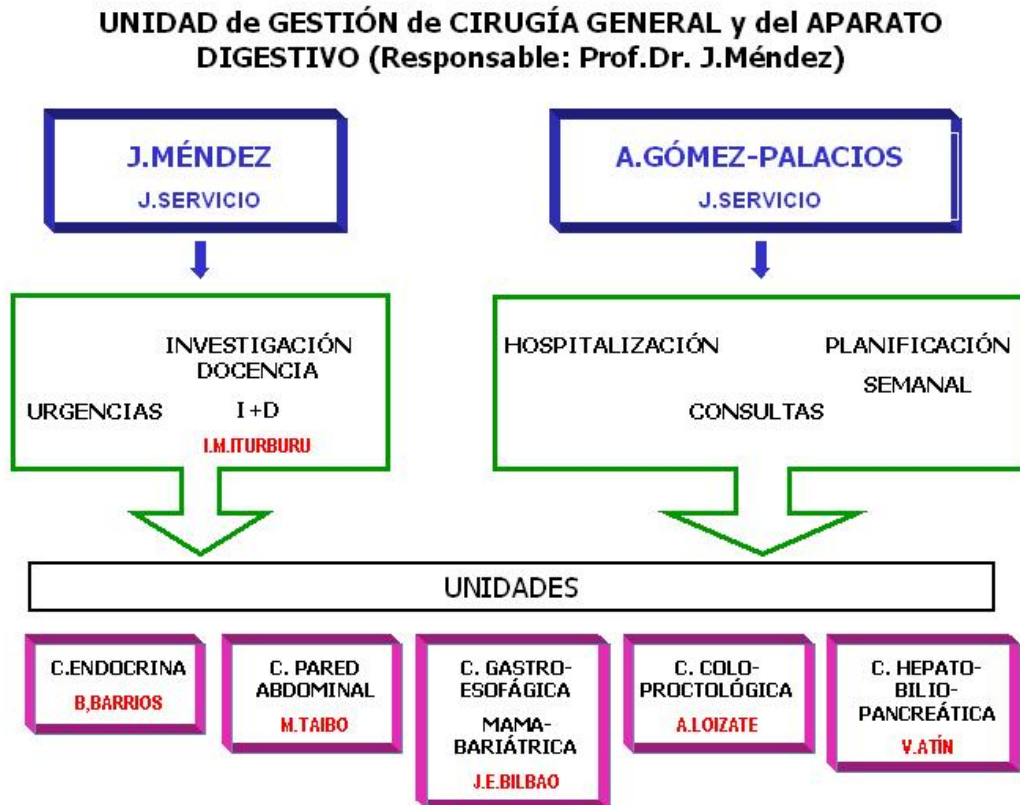 UNIDAD de GESTIÓN de CIRUGÍA GENERAL y del APARATO
DIGESTIVO (Responsable: Prof.Dr. J.Méndez)
J.MÉNDEZ
J.SERVICIO
A.GÓMEZ-PALACIOS
J.SERVICIO
INVESTIGACIÓN
DOCENCIA
URGENCIAS
I+D
I.M.ITURBURU
HOSPITALIZACIÓN
PLANIFICACIÓN
SEMANAL
CONSULTAS
UNIDADES
C.ENDOCRINA
B,BARRIOS
C. PARED
ABDOMINAL
M.TAIBO
C. GASTRO-
ESOFÁGICA
MAMA-
BARIÁTRICA
J.E.BILBAO
C. COLO-
PROCTOLÓGICA
A.LOIZATE
C. HEPATO-
BILIO-
PANCREÁTICA
V.ATÍN